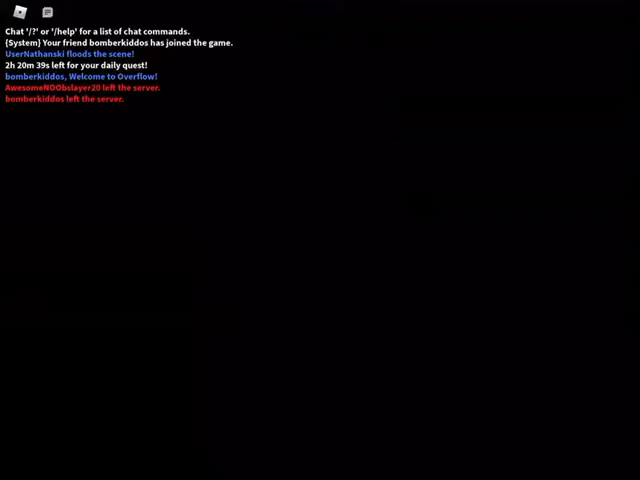 Chat '/?' or '/help' for a list of chat commands.
{System} Your friend bomberkiddos has joined the game.
UserNathanski floods the scene!
2h 20m 39s left for your daily quest!
bomberkiddos, Welcome to Overflow!
AwesomeNOObslayer20 left the server.
bomberkiddos left the server.